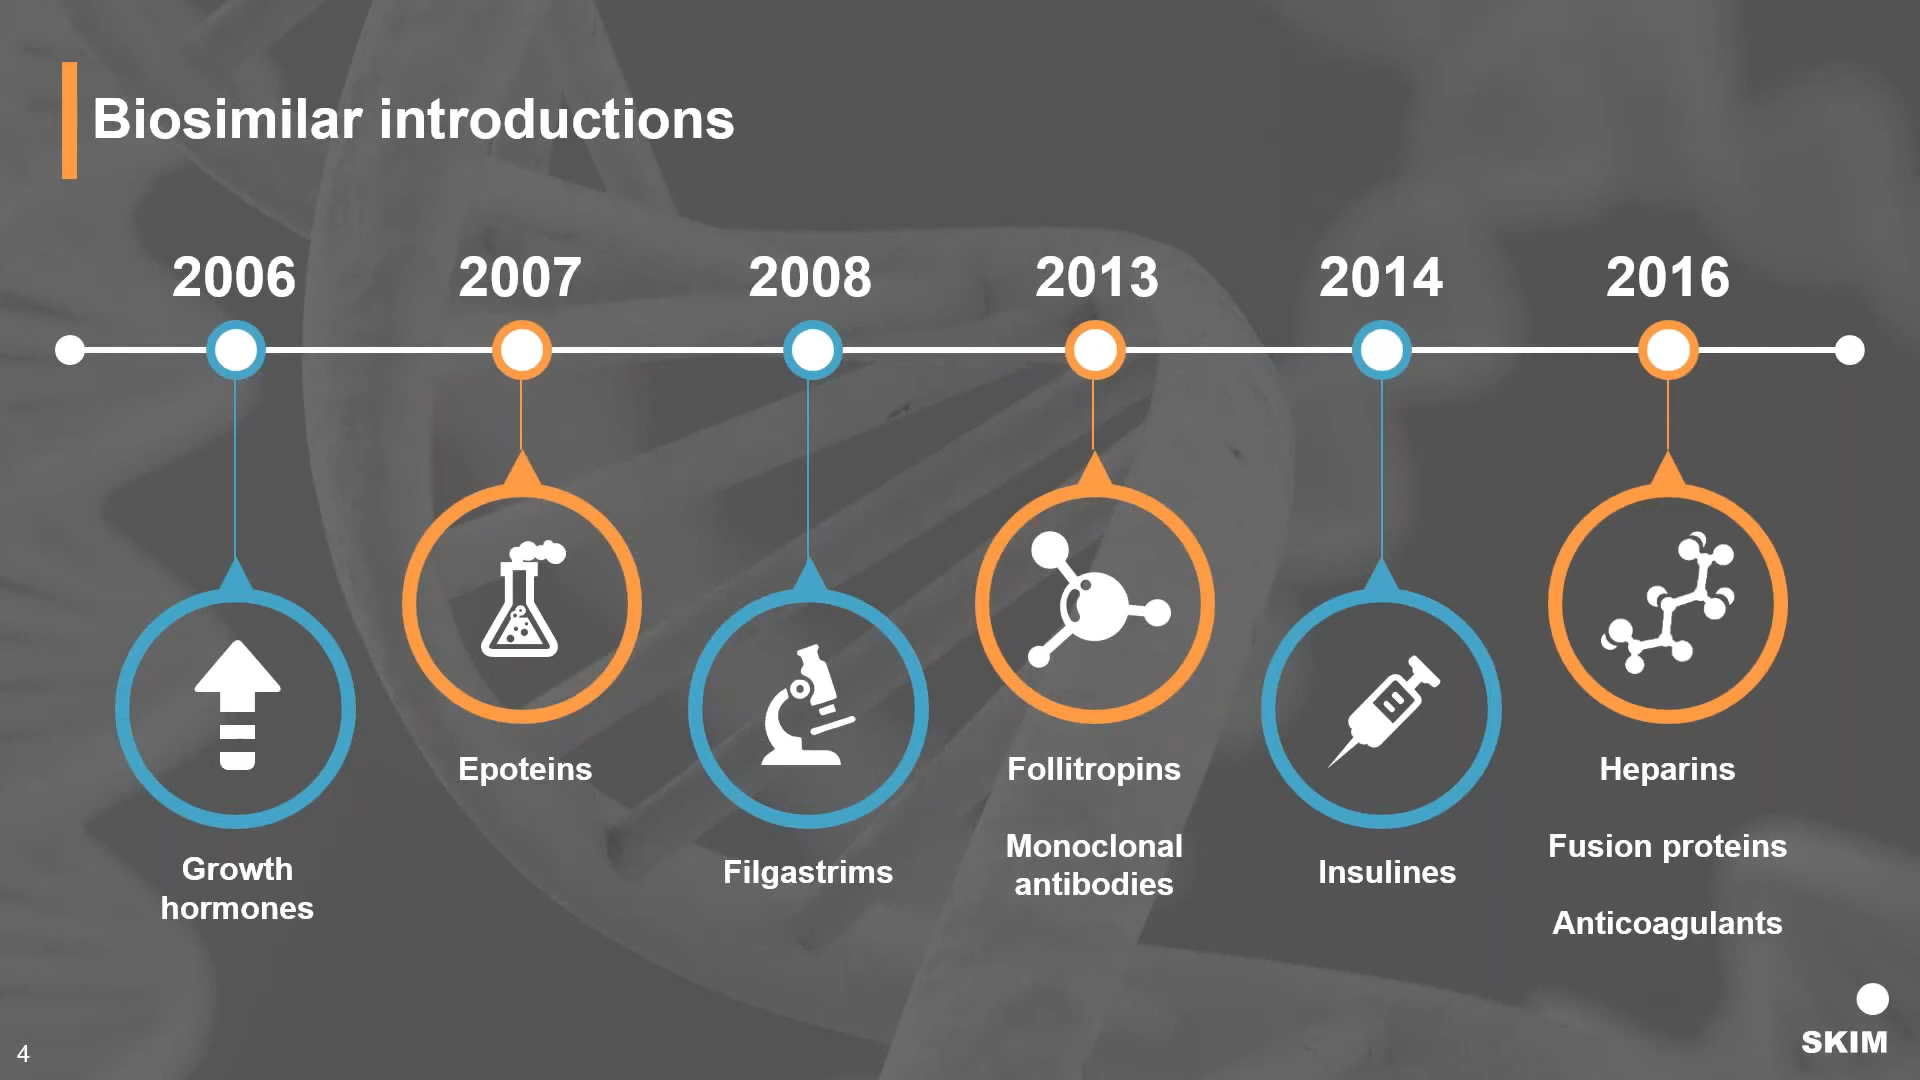 Biosimilar introductions
2006
2007
2008
2013
2014
2016
Growth
hormones
Epoteins
Filgastrims
Follitropins
Monoclonal
antibodies
Insulines
Heparins
Fusion proteins
Anticoagulants
4
SKIM